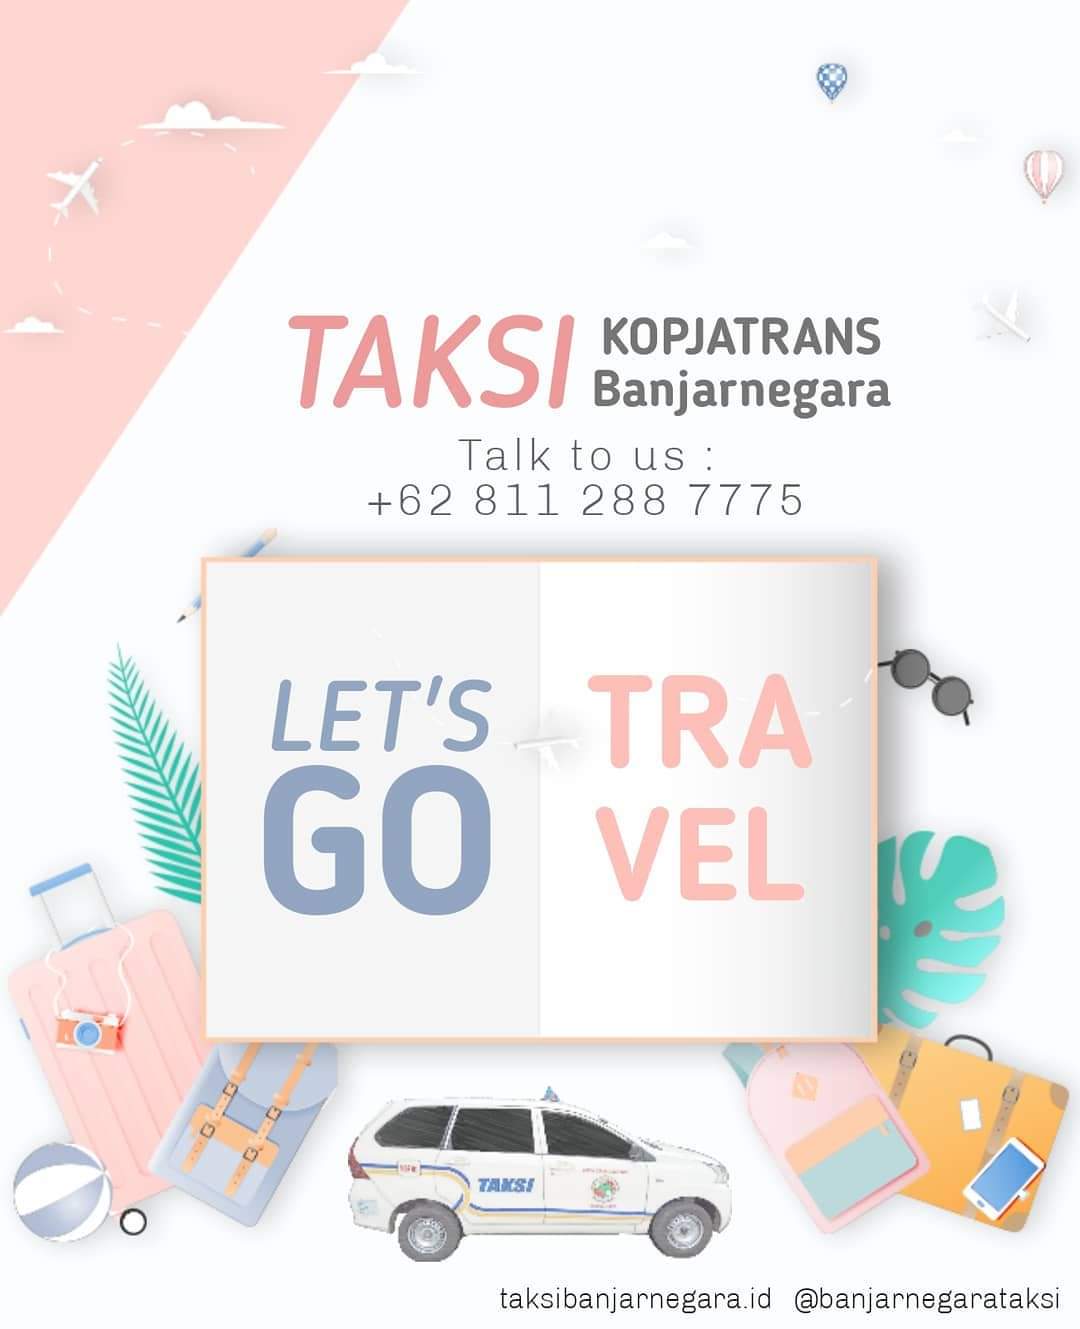 TAKSI KOPJATRANS
Banjarnegara
Talk to us :
+62 811 288 7775
LET'S
GO
TRA
VEL
TAKSI
taksibanjarnegara.id @banjarnegarataksi